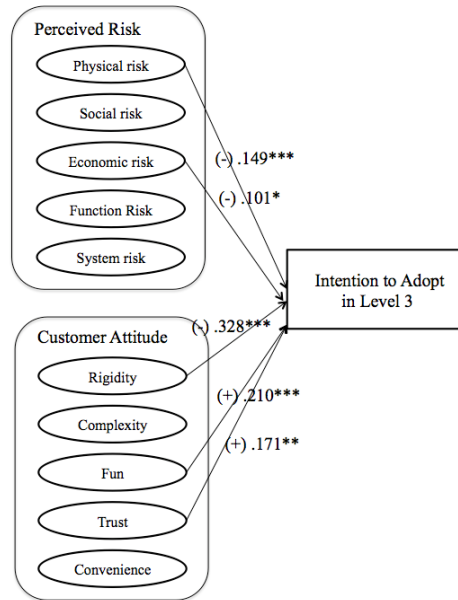 Perceived Risk
Physical risk
Social risk
Economic risk
Function Risk
System risk
(-) .149***
(-) .101*
Intention to Adopt
in Level 3
Customer Attitude
(-) .328***
Rigidity
Complexity
(+) .210***
Fun
(+) .171**
Trust
Convenience